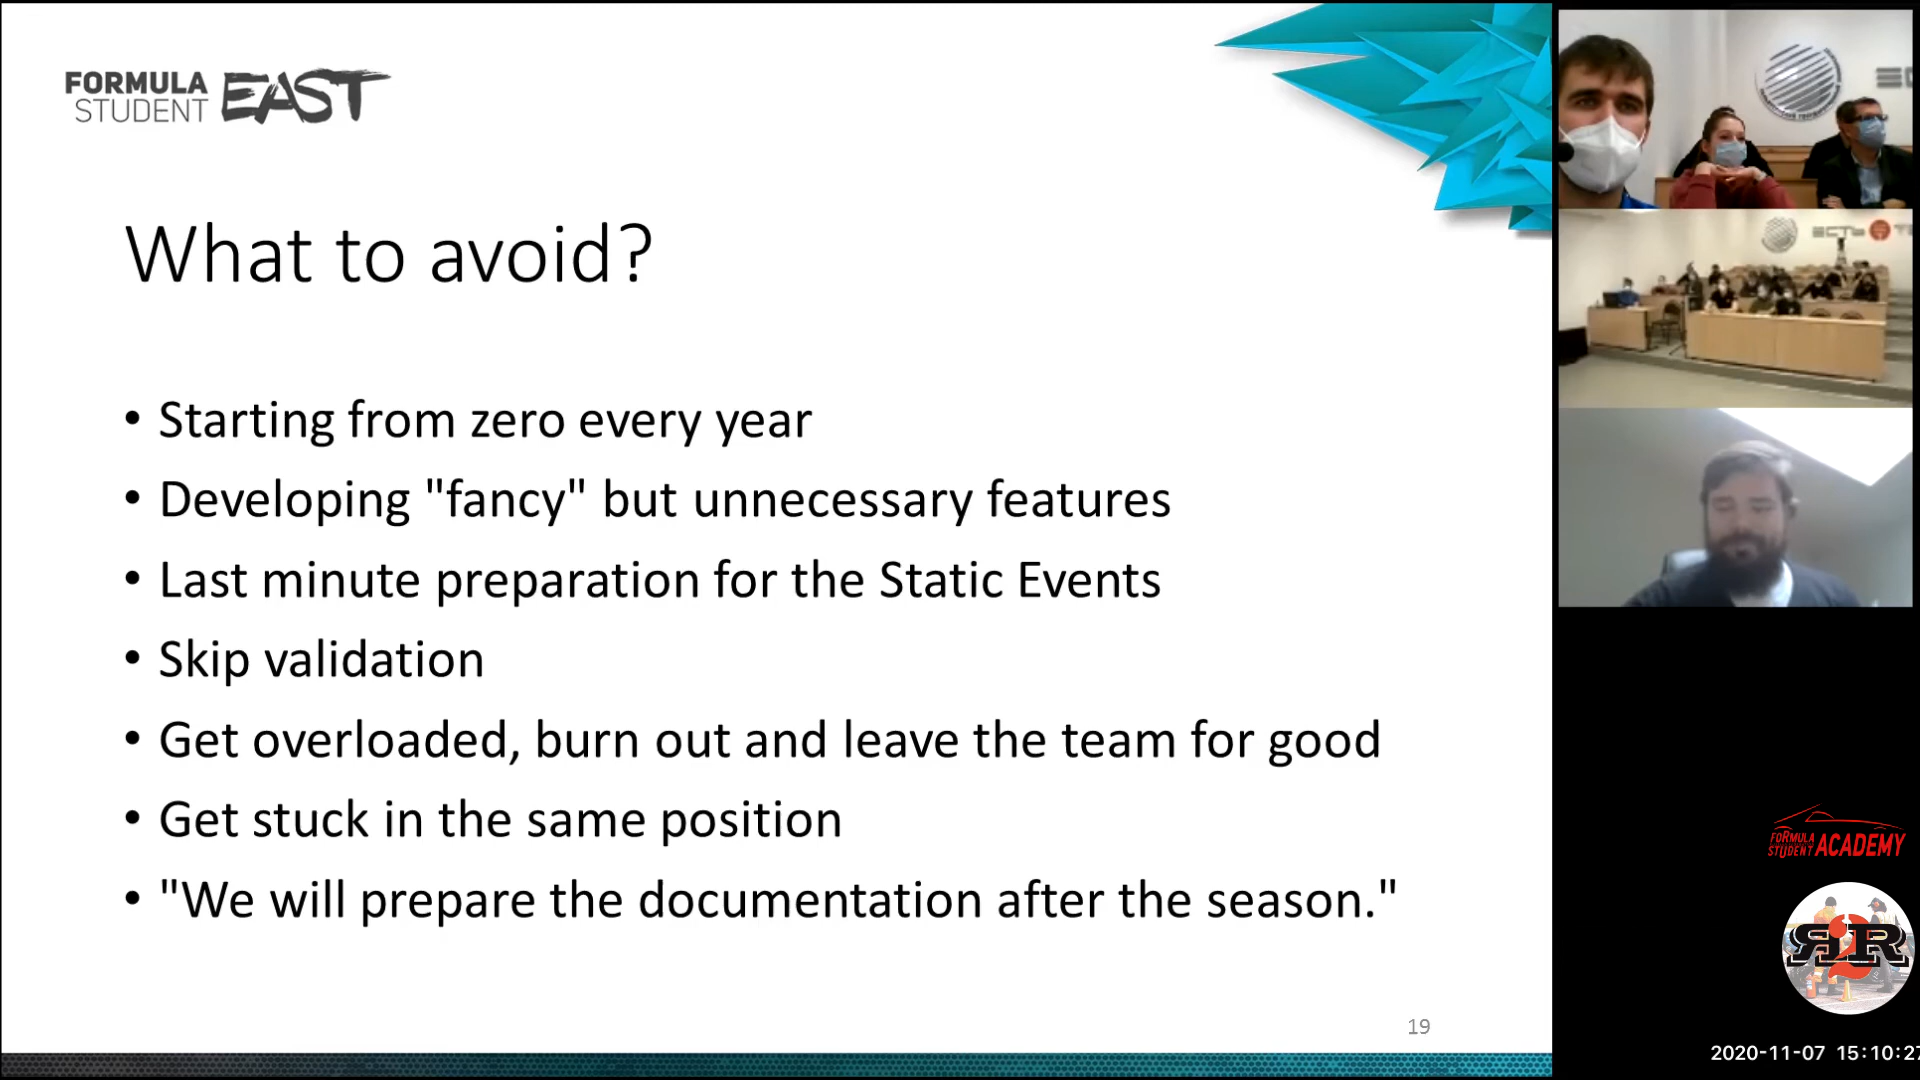 FORMULA
STUDENT EAST
What to avoid?
• Starting from zero every year
• Developing "fancy" but unnecessary features
• Last minute preparation for the Static Events
• Skip validation
• Get overloaded, burn out and leave the team for good
• Get stuck in the same position
• "We will prepare the documentation after the season."
19
ЕСТЬ
FORMULA
STUDENT ACADEMY
2020-11-07 15:10:27